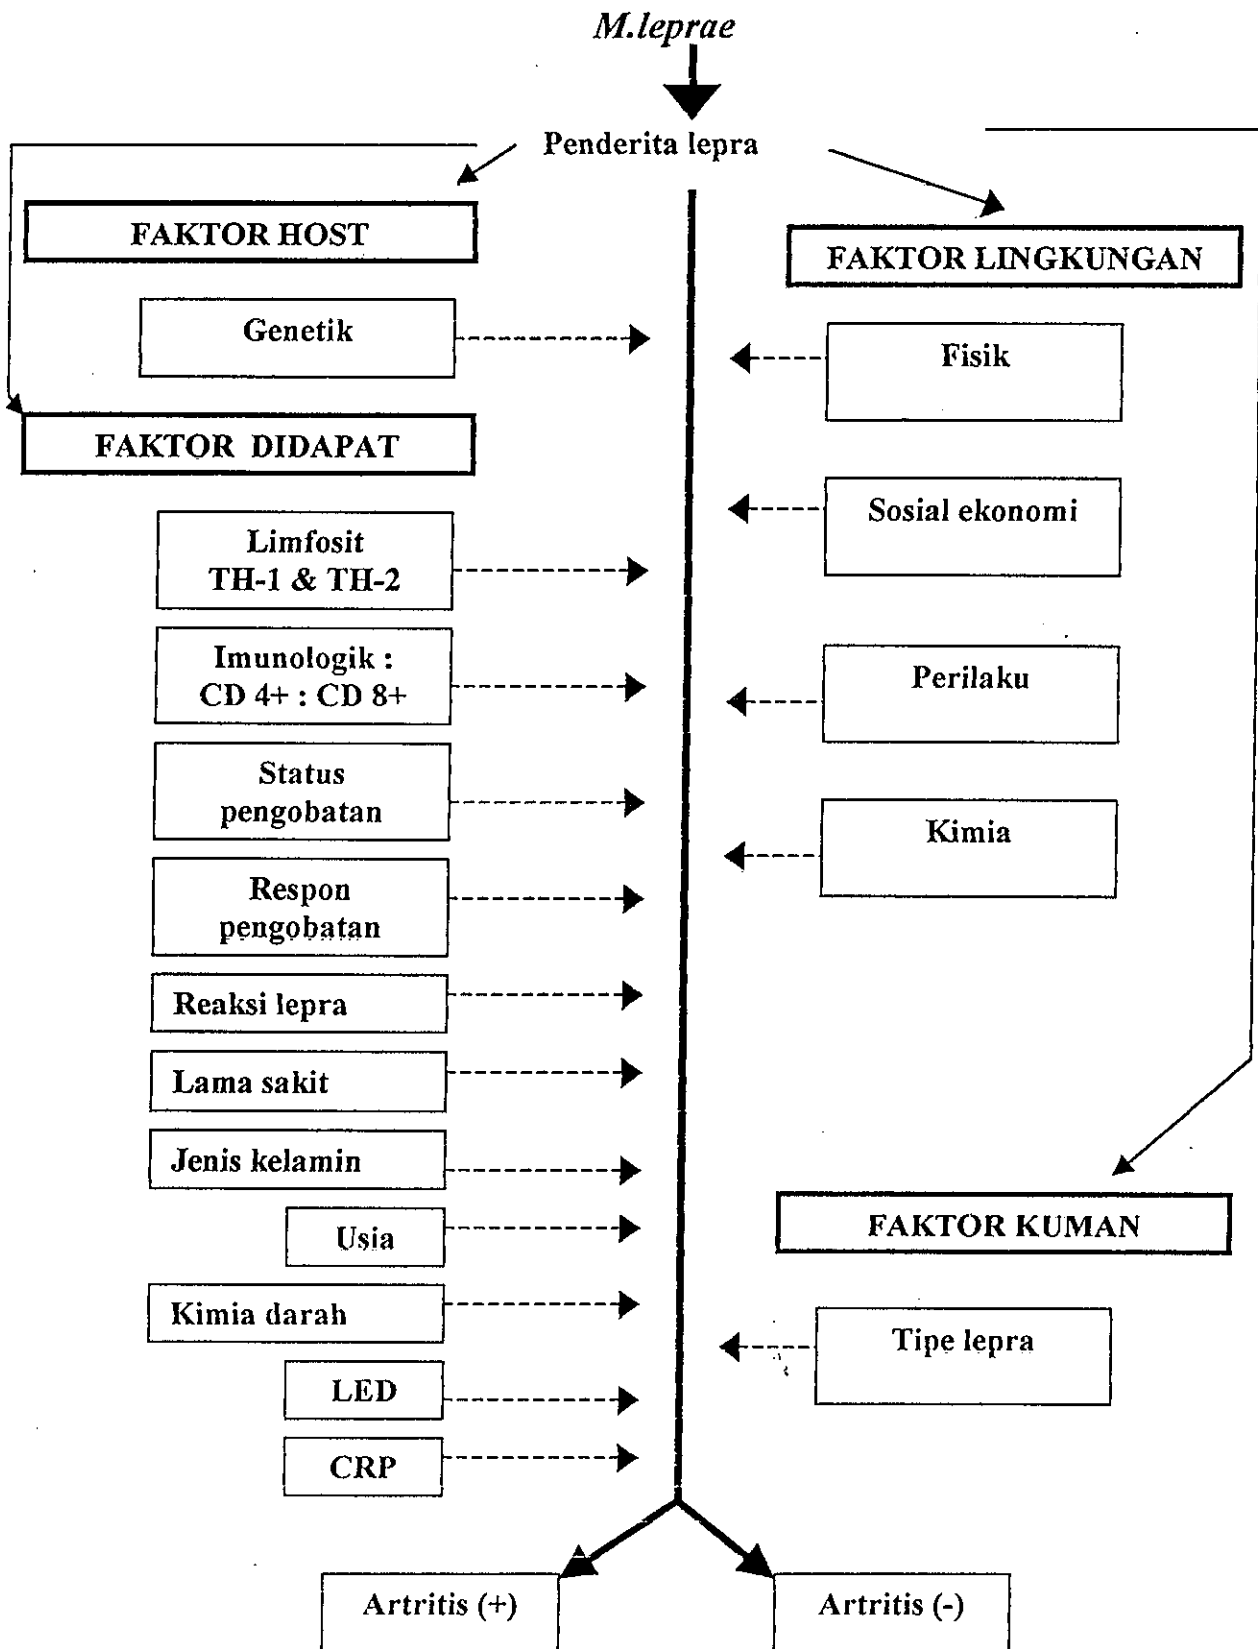 M.leprae
Penderita lepra
FAKTOR HOST
Genetik
FAKTOR DIDAPAT
Limfosit
TH-1 & TH-2
Imunologik :
CD 4+ : CD 8+
Status
pengobatan
Respon
pengobatan
Reaksi lepra
Lama sakit
Jenis kelamin
Usia
Kimia darah
LED
CRP
FAKTOR LINGKUNGAN
Fisik
Sosial ekonomi
Perilaku
Kimia
FAKTOR KUMAN
Tipe lepra
Artritis (+)
Artritis (-)